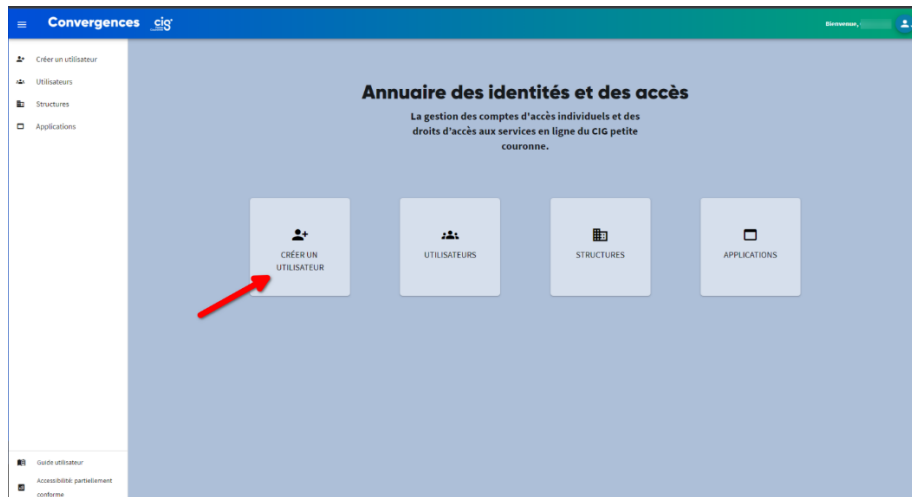 Convergences cig
Bienvenue,
Créer un utilisateur
Utilisateurs
Structures
Applications
Annuaire des identités et des accès
La gestion des comptes d'accès individuels et des
droits d'accès aux services en ligne du CIG petite
couronne.
CRÉER UN
UTILISATEUR
UTILISATEURS
STRUCTURES
APPLICATIONS
Guide utilisateur
Accessibilité: partiellement
conforme